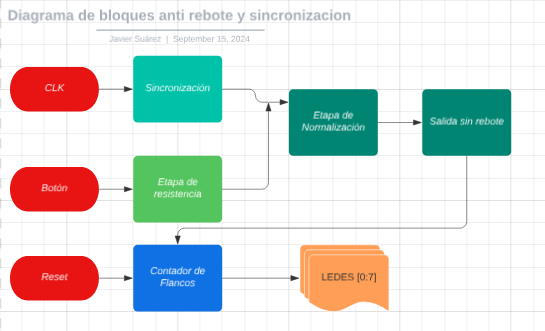 Diagrama de bloques anti rebote y sincronizacion
Javier Suárez | September 15, 2024
CLK
Sincronización
Etapa de
Normalización
Salida sin rebote
Botón
Etapa de
resistencia
Reset
Contador de
Flancos
LEDES [0:7]